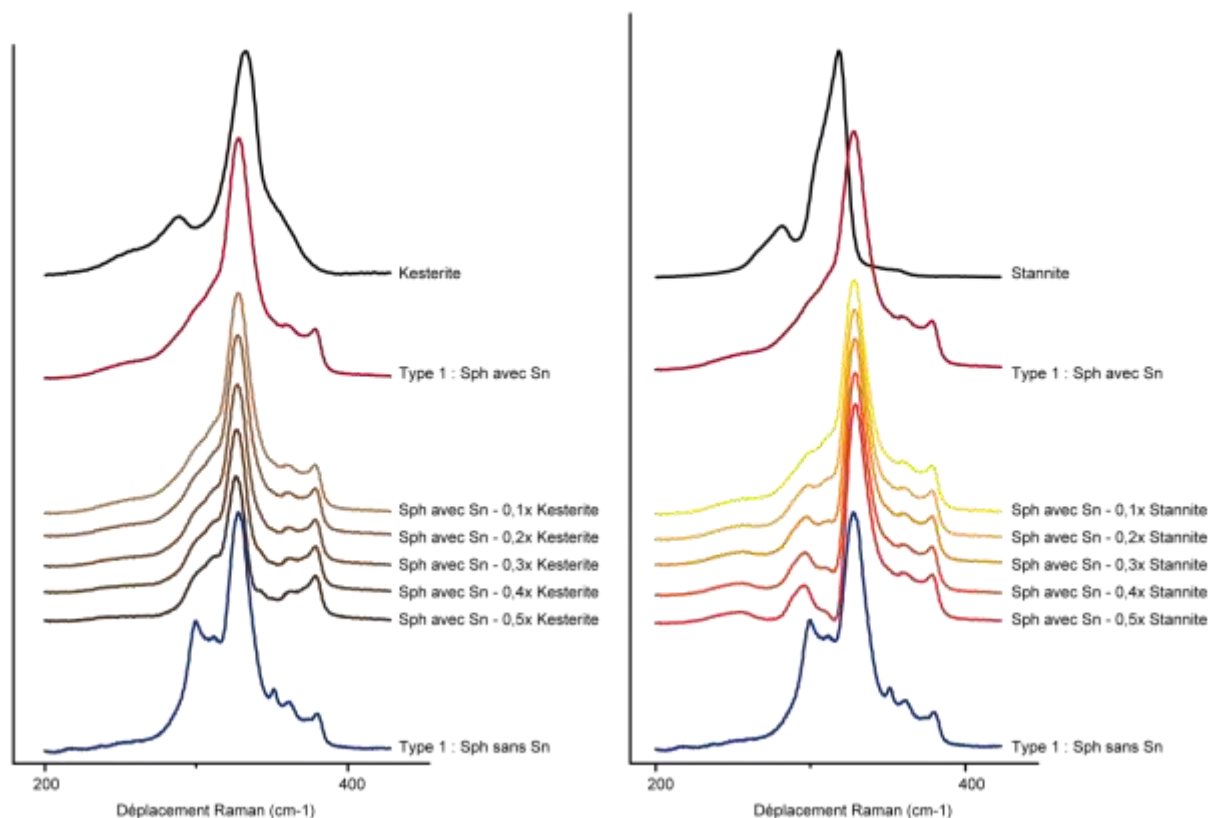 Kesterite
Type 1 : Sph avec Sn
Sph avec Sn - 0,1x Kesterite
Sph avec Sn - 0,2x Kesterite
Sph avec Sn - 0,3x Kesterite
Sph avec Sn - 0,4x Kesterite
Sph avec Sn - 0,5x Kesterite
Type 1 : Sph sans Sn
200
400
Déplacement Raman (cm-1)
Stannite
Type 1 : Sph avec Sn
Sph avec Sn - 0,1x Stannite
Sph avec Sn - 0,2x Stannite
Sph avec Sn - 0,3x Stannite
Sph avec Sn - 0,4x Stannite
Sph avec Sn - 0,5x Stannite
Type 1 : Sph sans Sn
200
400
Déplacement Raman (cm-1)